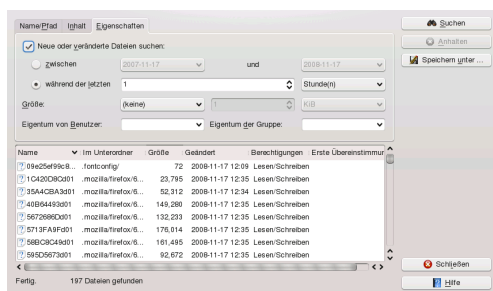 Name/Pfad Inhalt Eigenschaften
Suchen
Neue oder veränderte Dateien suchen:
Anhalten
zwischen 2007-11-17 und 2008-11-17
Speichern unter ...
während der letzten 1 Stunde(n)
Größe: (keine) 1 KiB
Eigentum von Benutzer: Eigentum der Gruppe:
Name Im Unterordner Größe Geändert Berechtigungen Erste Übereinstimmur
09e25ef99c8... .fontconfig/ 72 2008-11-17 12:09 Lesen/Schreiben
1C420D8Cd01 .mozilla/firefox/6... 23,795 2008-11-17 12:35 Lesen/Schreiben
35A4CBA3d01 .mozilla/firefox/6... 52,312 2008-11-17 12:34 Lesen/Schreiben
40B64493d01 .mozilla/firefox/6... 149,280 2008-11-17 12:35 Lesen/Schreiben
5672686Dd01 .mozilla/firefox/6... 132,233 2008-11-17 12:35 Lesen/Schreiben
5713FA9Fd01 .mozilla/firefox/6... 176,014 2008-11-17 12:35 Lesen/Schreiben
58BC8C49d01 .mozilla/firefox/6... 161,495 2008-11-17 12:35 Lesen/Schreiben
595D5673d01 .mozilla/firefox/6... 92,672 2008-11-17 12:35 Lesen/Schreiben
Schließen
Fertig. 197 Dateien gefunden
Hilfe